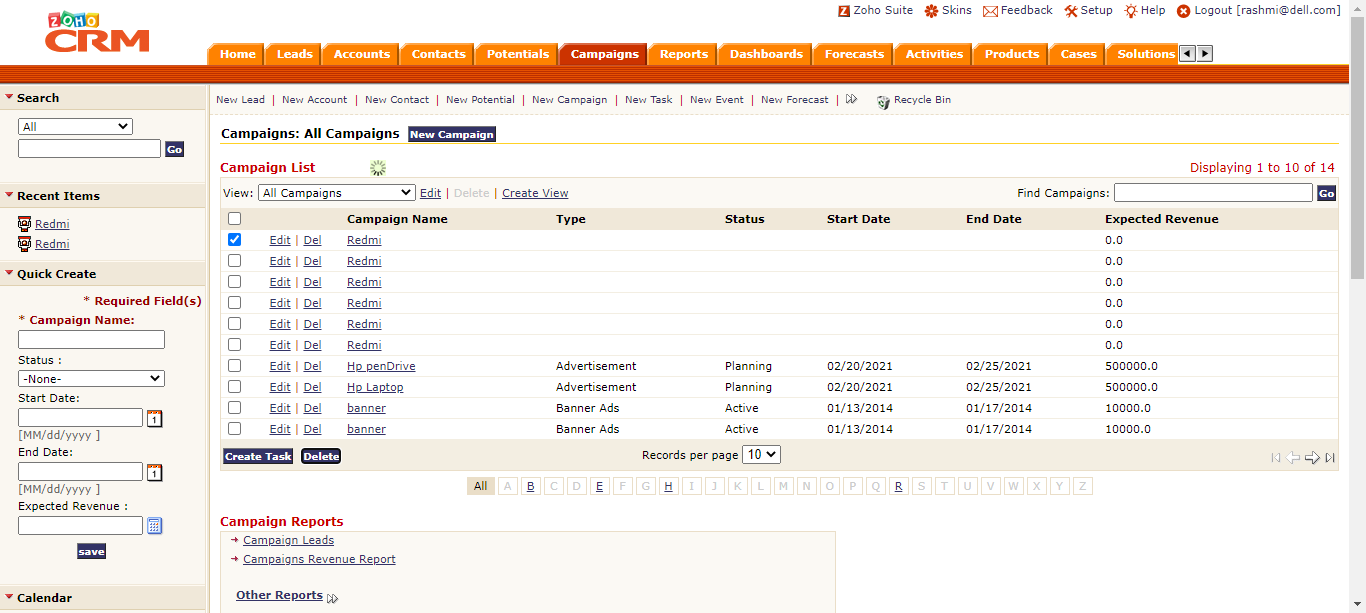 ZOHO
CRM
Zoho Suite Skins Feedback Setup Help Logout [rashmi@dell.com]
Home Leads Accounts Contacts Potentials Campaigns Reports Dashboards Forecasts Activities Products Cases Solutions
Search
All
Go
Recent Items
Redmi
Redmi
Quick Create
* Required Field(s)
* Campaign Name:
Status :
-None-
Start Date:
1
[MM/dd/yyyy ]
End Date:
1
[MM/dd/yyyy ]
Expected Revenue :
save
Calendar
New Lead | New Account | New Contact | New Potential | New Campaign | New Task | New Event | New Forecast | Recycle Bin
Campaigns: All Campaigns New Campaign
Campaign List Displaying 1 to 10 of 14
View: All Campaigns Edit | Delete | Create View Find Campaigns: Go
Campaign Name Type Status Start Date End Date Expected Revenue
Edit | Del Redmi 0.0
Edit | Del Redmi 0.0
Edit | Del Redmi 0.0
Edit | Del Redmi 0.0
Edit | Del Redmi 0.0
Edit | Del Redmi 0.0
Edit | Del Hp penDrive Advertisement Planning 02/20/2021 02/25/2021 500000.0
Edit | Del Hp Laptop Advertisement Planning 02/20/2021 02/25/2021 500000.0
Edit | Del banner Banner Ads Active 01/13/2014 01/17/2014 10000.0
Edit | Del banner Banner Ads Active 01/13/2014 01/17/2014 10000.0
Create Task Delete Records per page 10
All A B C D E F G H I J K L M N O P Q R S T U V W X Y Z
Campaign Reports
Campaign Leads
Campaigns Revenue Report
Other Reports